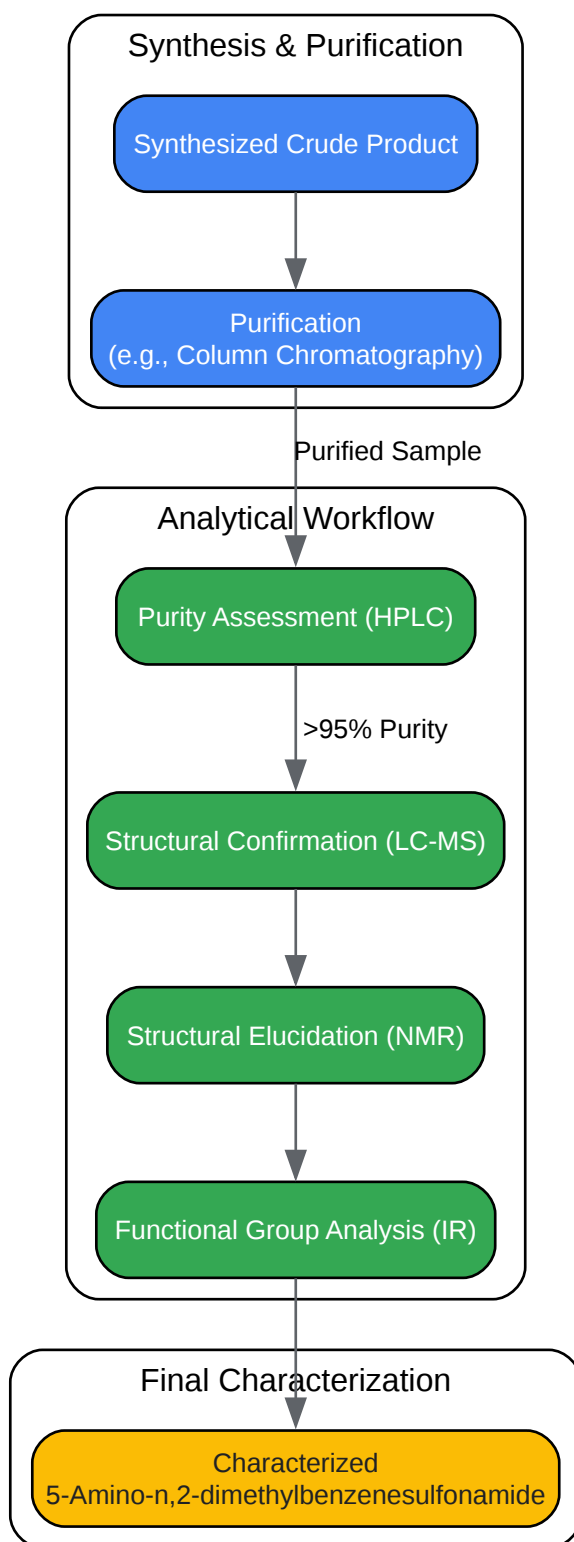 Synthesis & Purification
Synthesized Crude Product
Purification
(e.g., Column Chromatography)
Purified Sample
Analytical Workflow
Purity Assessment (HPLC)
>95% Purity
Structural Confirmation (LC-MS)
Structural Elucidation (NMR)
Functional Group Analysis (IR)
Final Characterization
Characterized
5-Amino-n,2-dimethylbenzenesulfonamide